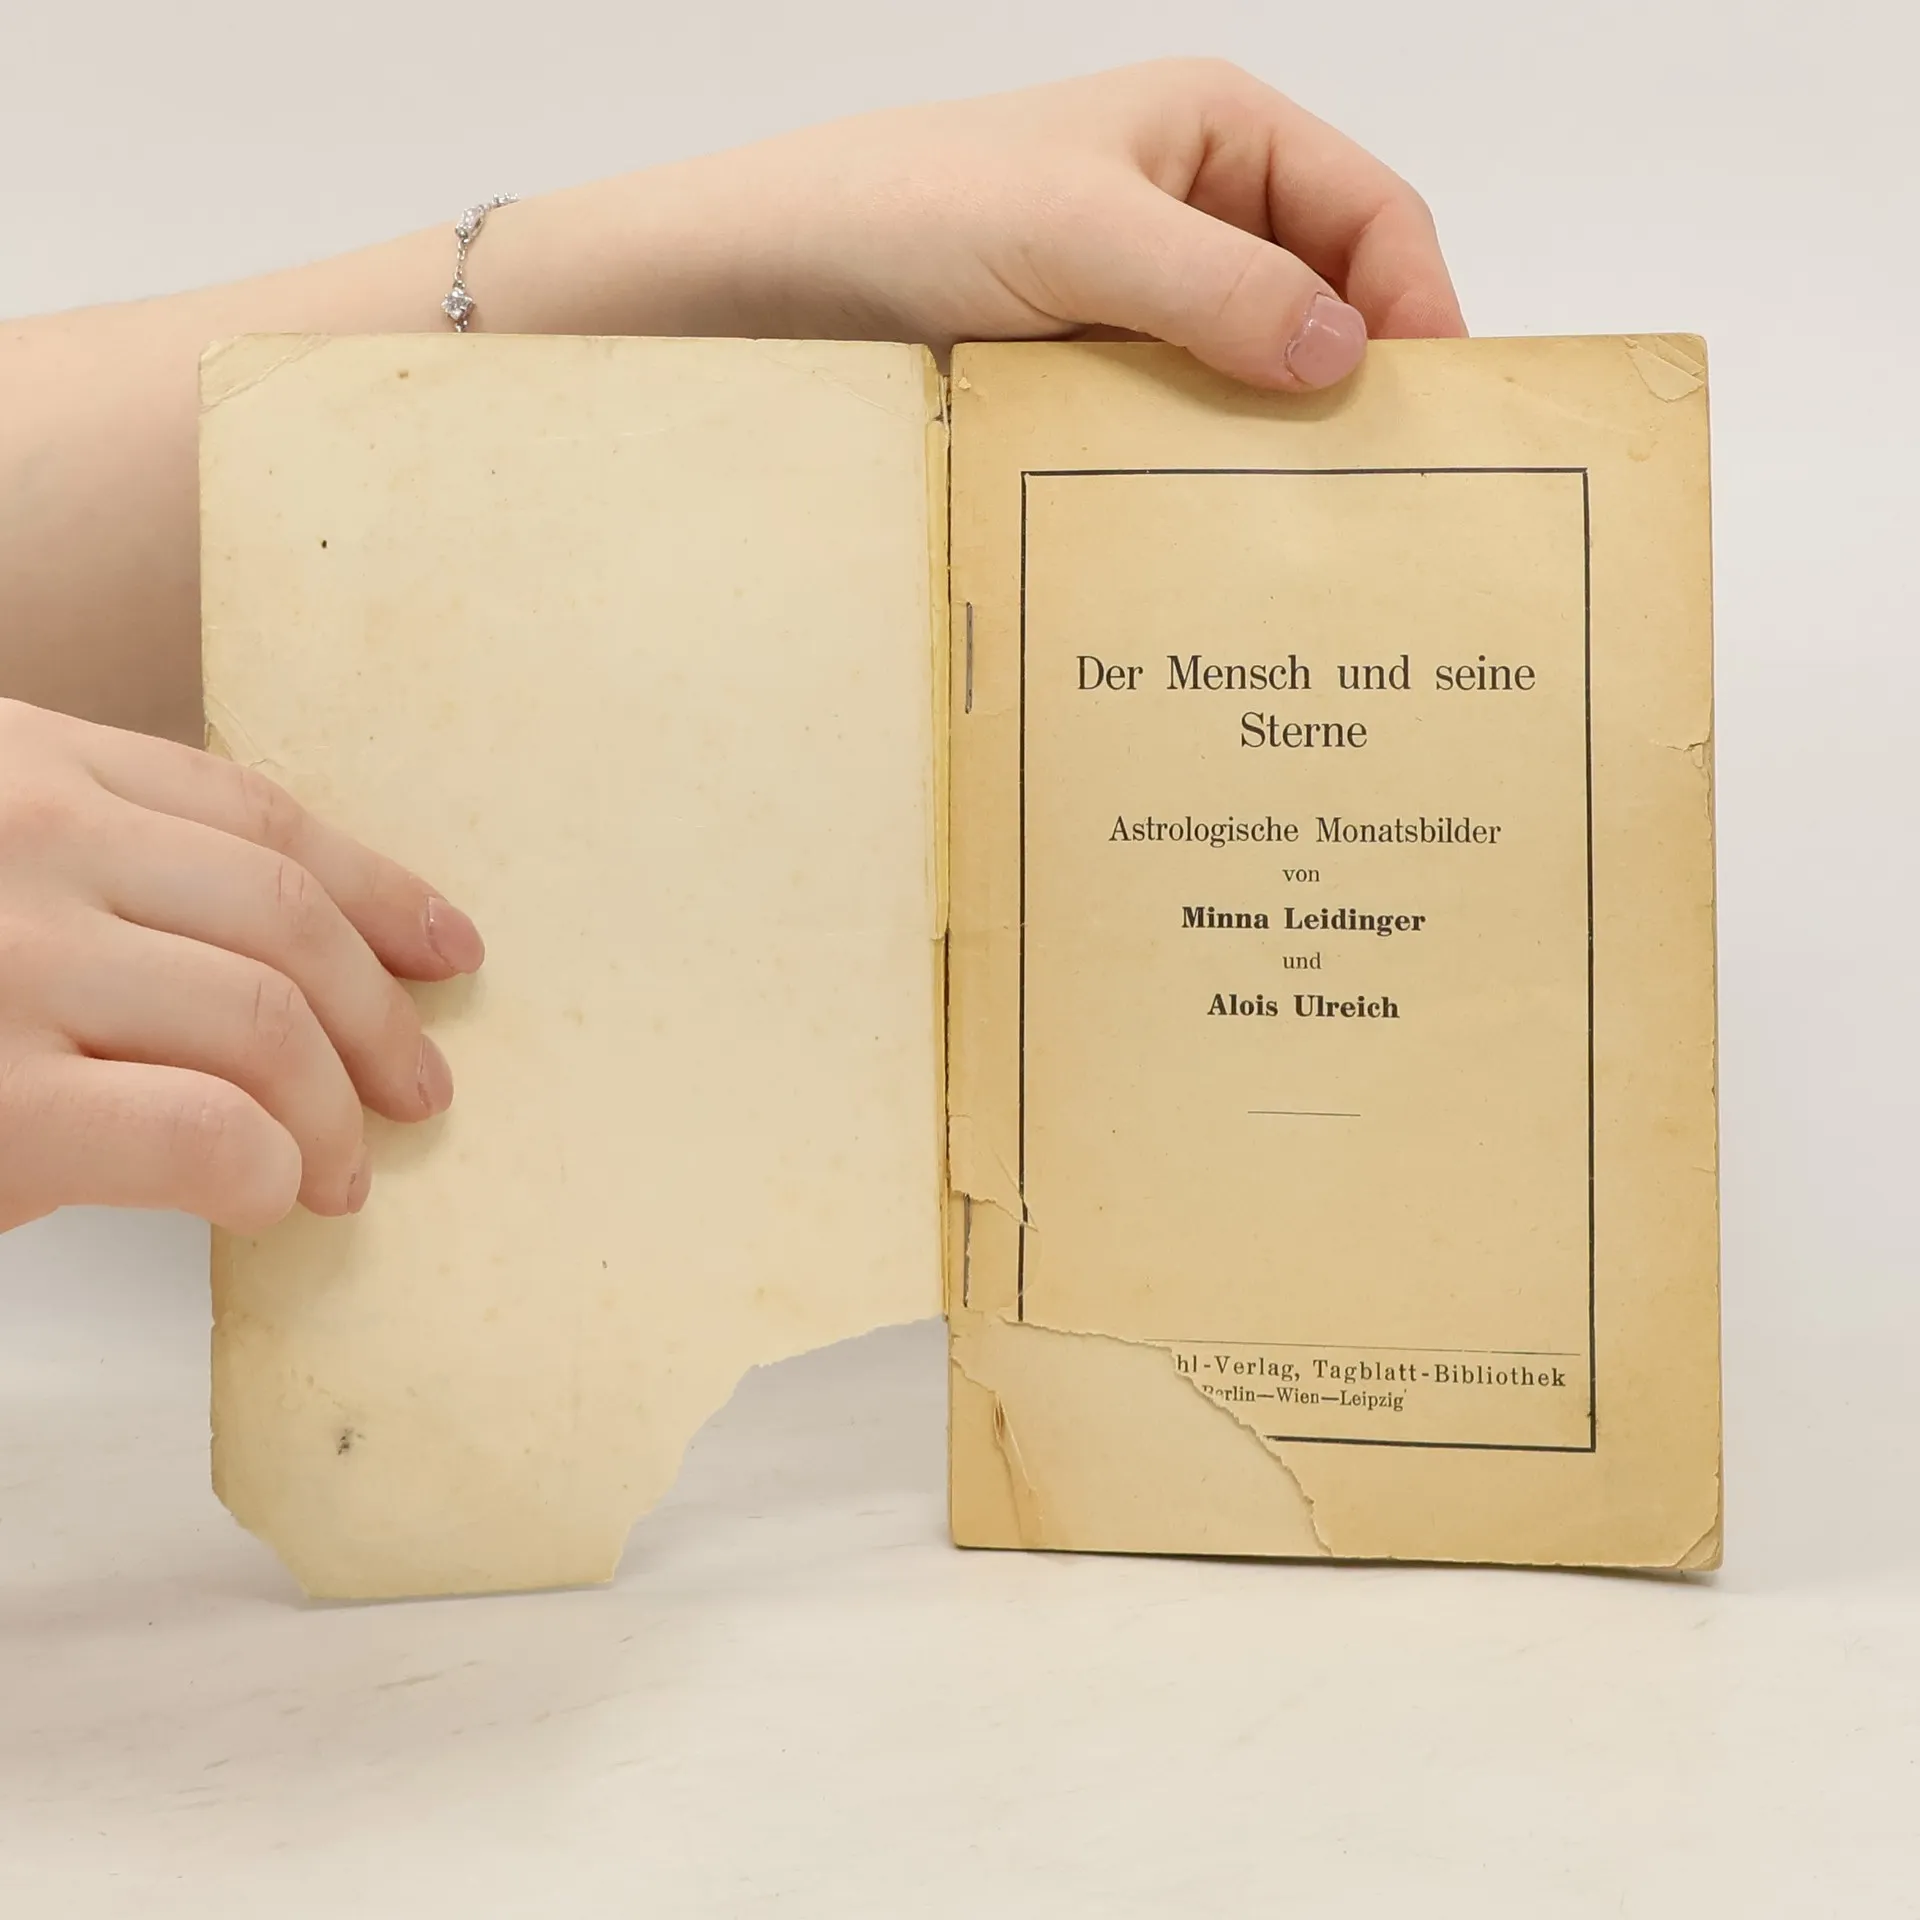 Der Mensch und seine
Sterne
Astrologische Monatsbilder
von
Minna Leidinger
und
Alois Ulreich
hl-Verlag, Tagblatt-Bibliothek
Berlin—Wien—Leipzig